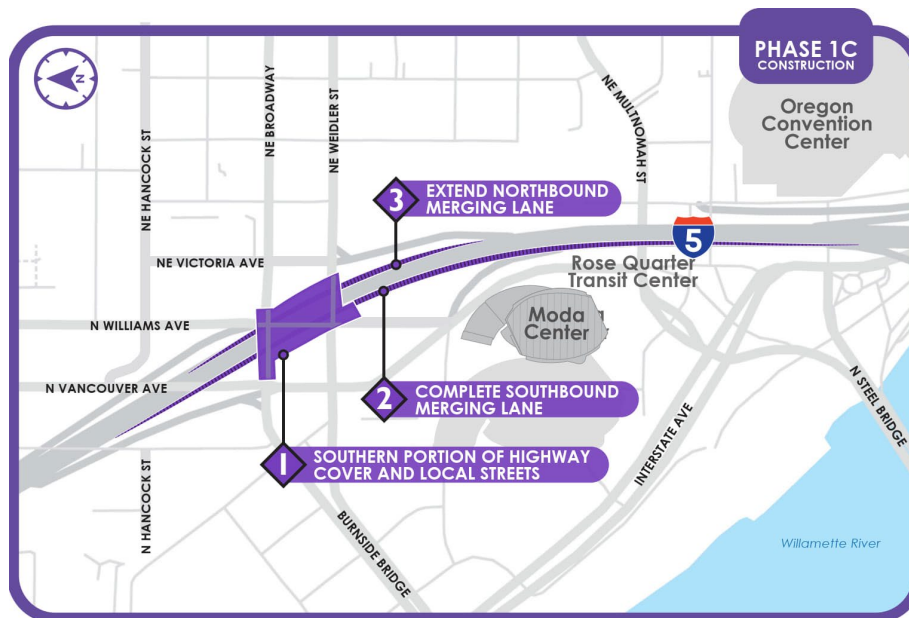 PHASE 1C
CONSTRUCTION
N
NE HANCOCK ST
NE BROADWAY
NE WEIDLER ST
NE MULTNOMAH ST
Oregon
Convention
Center
3
EXTEND NORTHBOUND
MERGING LANE
5
NE VICTORIA AVE
Rose Quarter
Transit Center
N WILLIAMS AVE
Moda
Center
N VANCOUVER AVE
2
COMPLETE SOUTHBOUND
MERGING LANE
N STEEL BRIDGE
INTERSTATE AVE
1
SOUTHERN PORTION OF HIGHWAY
COVER AND LOCAL STREETS
N HANCOCK ST
BURNSIDE BRIDGE
Willamette River